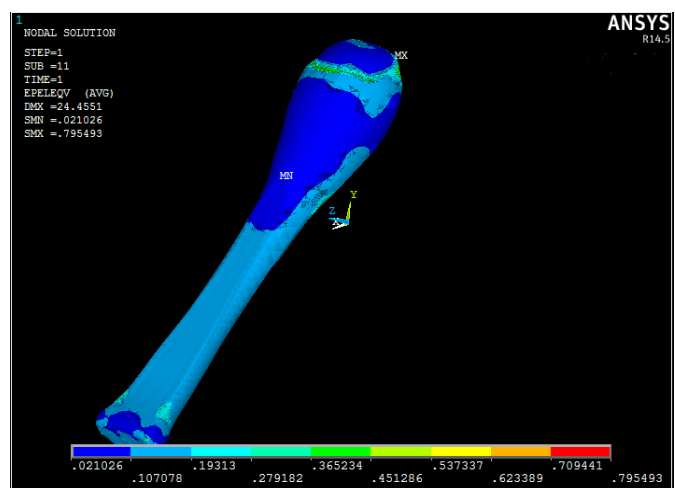 1
NODAL SOLUTION
STEP=1
SUB =11
TIME=1
EPELEQV (AVG)
DMX =24.4551
SMN =.021026
SMX =.795493
ANSYS
R14.5
MX
MN
Y
Z
X
.021026 .19313 .365234 .537337 .709441
.107078 .279182 .451286 .623389 .795493